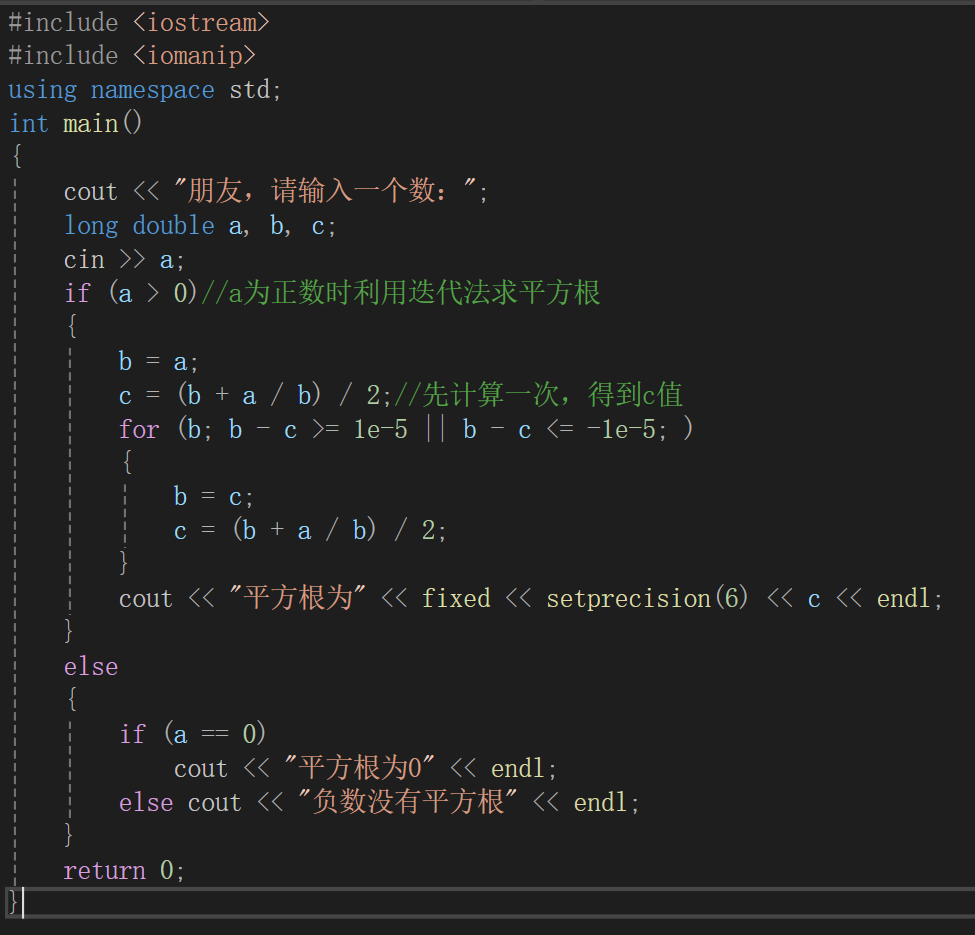 #include <iostream>
#include <iomanip>
using namespace std;
int main()
{
cout << "朋友，请输入一个数：";
long double a, b, c;
cin >> a;
if (a > 0)//a为正数时利用迭代法求平方根
{
b = a;
c = (b + a / b) / 2;//先计算一次，得到c值
for (b; b - c >= 1e-5 || b - c <= -1e-5; )
{
b = c;
c = (b + a / b) / 2;
}
cout << "平方根为" << fixed << setprecision(6) << c << endl;
}
else
{
if (a == 0)
cout << "平方根为0" << endl;
else cout << "负数没有平方根" << endl;
}
return 0;
}